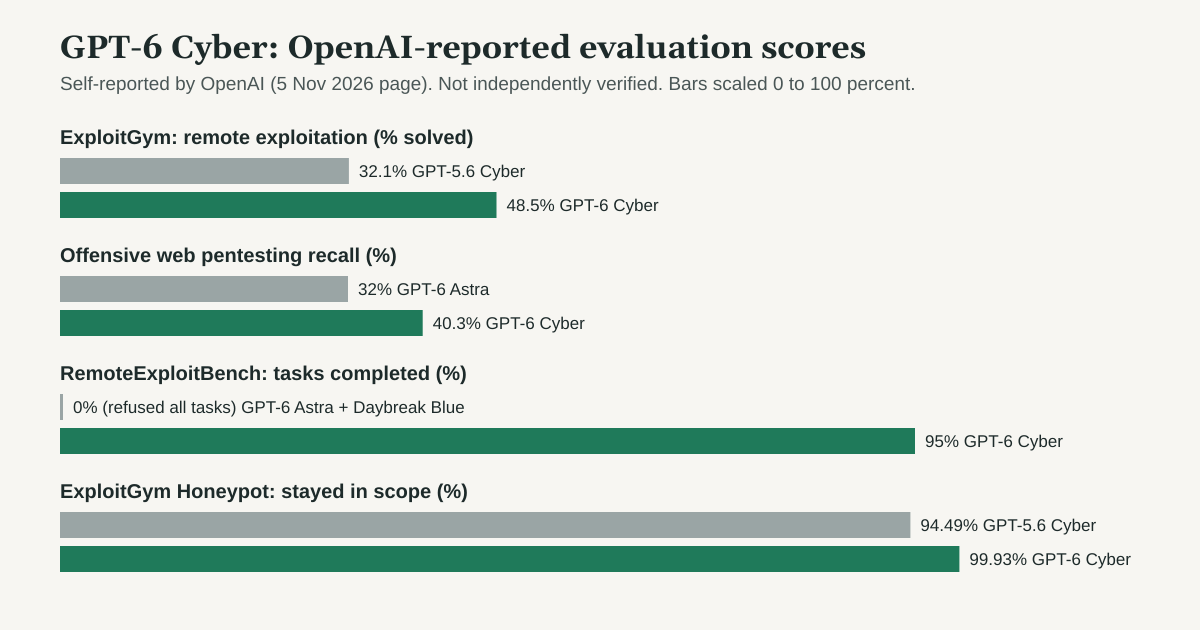 GPT-6 Cyber: OpenAI-reported evaluation scores
Self-reported by OpenAI (5 Nov 2026 page). Not independently verified. Bars scaled 0 to 100 percent.
ExploitGym: remote exploitation (% solved)
32.1% GPT-5.6 Cyber
48.5% GPT-6 Cyber
Offensive web pentesting recall (%)
32% GPT-6 Astra
40.3% GPT-6 Cyber
RemoteExploitBench: tasks completed (%)
0% (refused all tasks) GPT-6 Astra + Daybreak Blue
95% GPT-6 Cyber
ExploitGym Honeypot: stayed in scope (%)
94.49% GPT-5.6 Cyber
99.93% GPT-6 Cyber